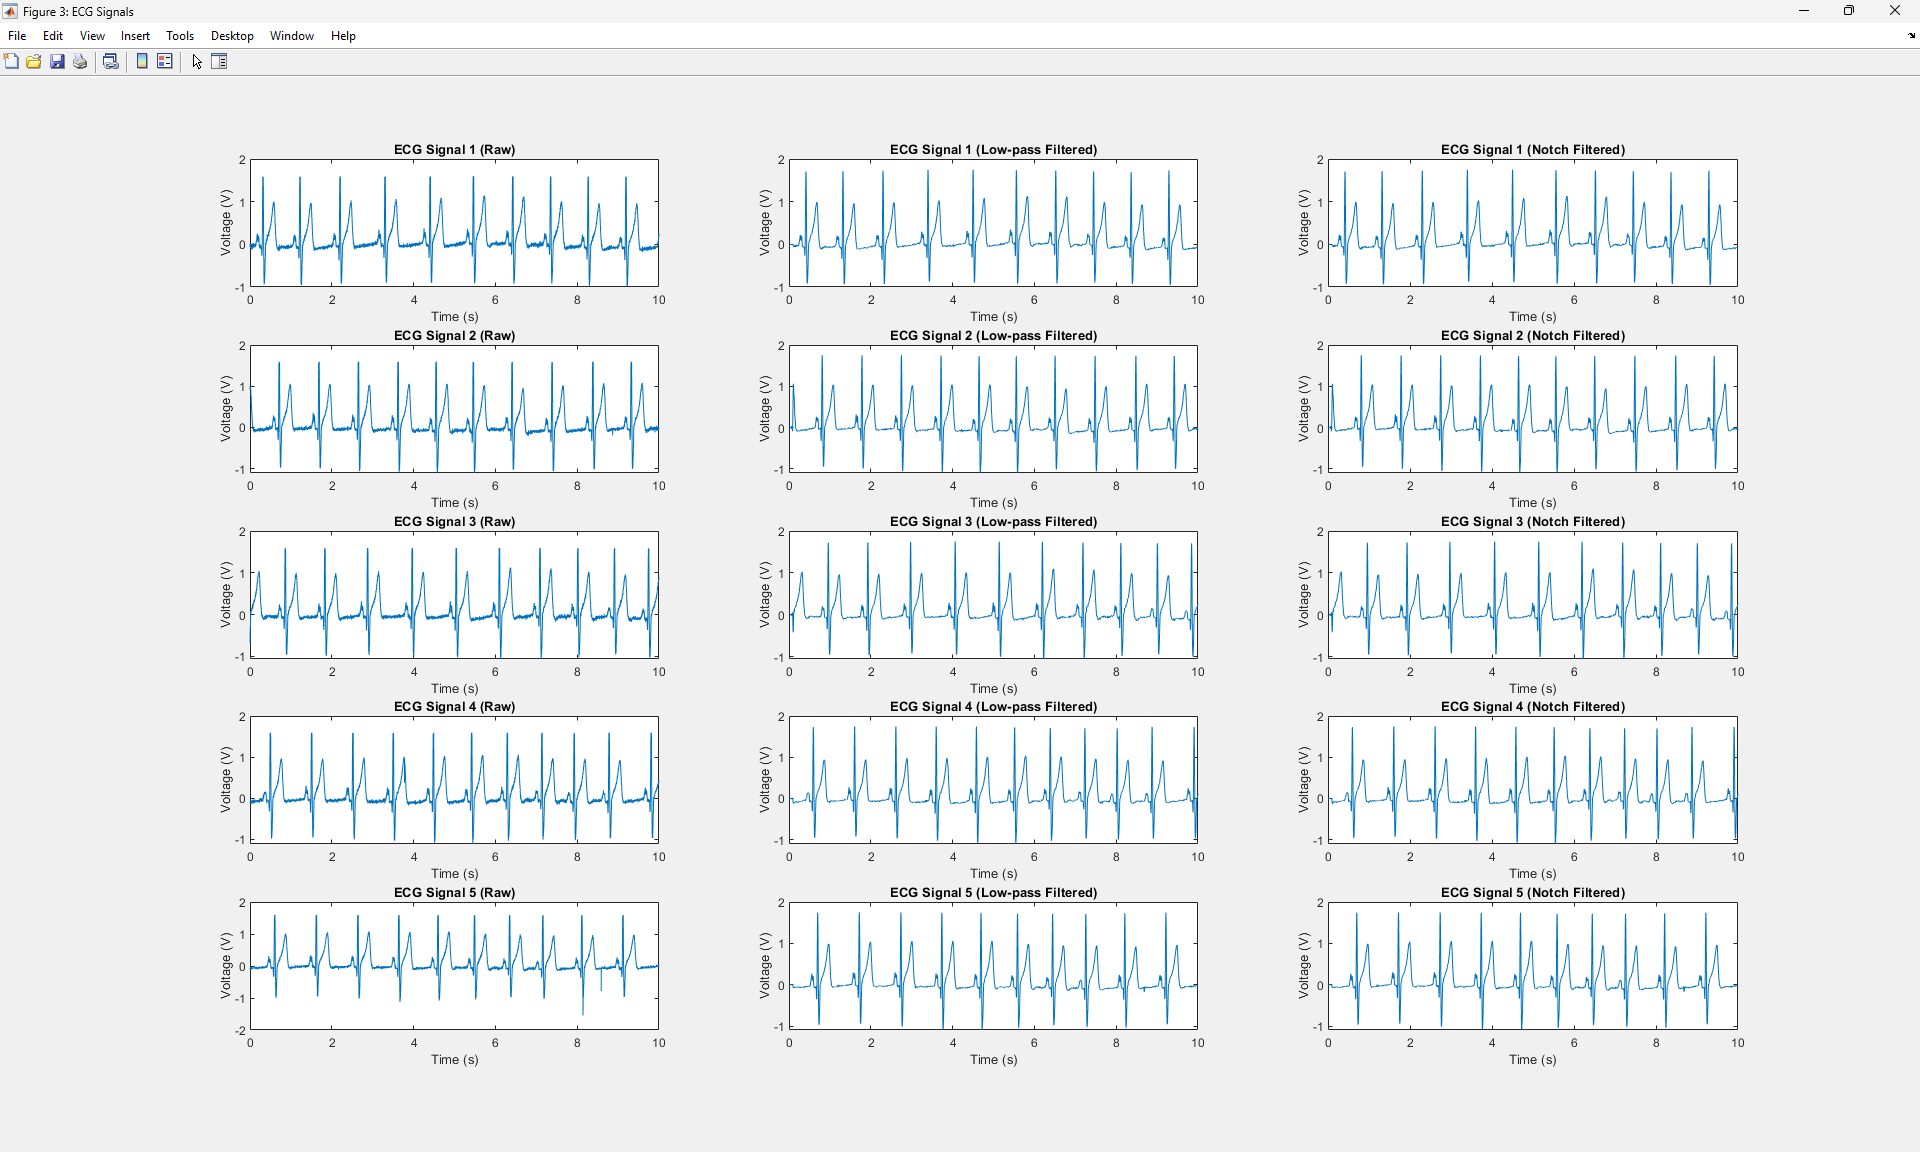 Figure 3: ECG Signals
File Edit View Insert Tools Desktop Window Help
ECG Signal 1 (Raw)
2
1
0
-1
Voltage (V)
0 2 4 6 8 10
Time (s)
ECG Signal 1 (Low-pass Filtered)
2
1
0
-1
Voltage (V)
0 2 4 6 8 10
Time (s)
ECG Signal 1 (Notch Filtered)
2
1
0
-1
Voltage (V)
0 2 4 6 8 10
Time (s)
ECG Signal 2 (Raw)
2
1
0
-1
Voltage (V)
0 2 4 6 8 10
Time (s)
ECG Signal 2 (Low-pass Filtered)
2
1
0
-1
Voltage (V)
0 2 4 6 8 10
Time (s)
ECG Signal 2 (Notch Filtered)
2
1
0
-1
Voltage (V)
0 2 4 6 8 10
Time (s)
ECG Signal 3 (Raw)
2
1
0
-1
Voltage (V)
0 2 4 6 8 10
Time (s)
ECG Signal 3 (Low-pass Filtered)
2
1
0
-1
Voltage (V)
0 2 4 6 8 10
Time (s)
ECG Signal 3 (Notch Filtered)
2
1
0
-1
Voltage (V)
0 2 4 6 8 10
Time (s)
ECG Signal 4 (Raw)
2
1
0
-1
Voltage (V)
0 2 4 6 8 10
Time (s)
ECG Signal 4 (Low-pass Filtered)
2
1
0
-1
Voltage (V)
0 2 4 6 8 10
Time (s)
ECG Signal 4 (Notch Filtered)
2
1
0
-1
Voltage (V)
0 2 4 6 8 10
Time (s)
ECG Signal 5 (Raw)
2
1
0
-1
-2
Voltage (V)
0 2 4 6 8 10
Time (s)
ECG Signal 5 (Low-pass Filtered)
2
1
0
-1
Voltage (V)
0 2 4 6 8 10
Time (s)
ECG Signal 5 (Notch Filtered)
2
1
0
-1
Voltage (V)
0 2 4 6 8 10
Time (s)